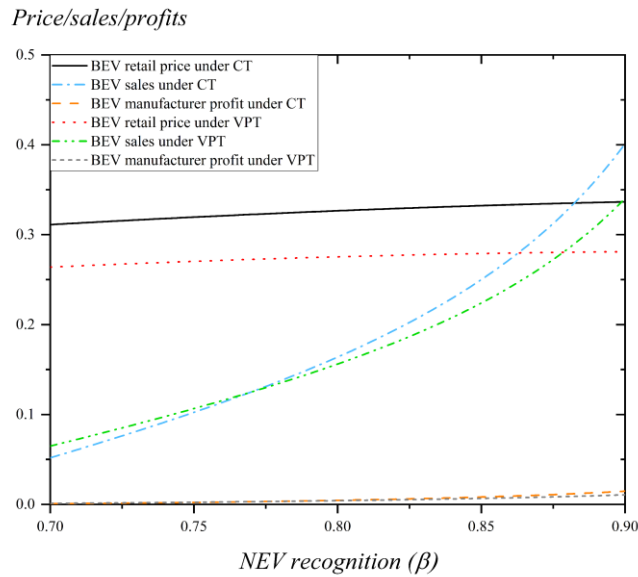 Price/sales/profits
0.5
BEV retail price under CT
BEV sales under CT
BEV manufacturer profit under CT
BEV retail price under VPT
BEV sales under VPT
BEV manufacturer profit under VPT
0.4
0.3
0.2
0.1
0.0
0.70 0.75 0.80 0.85 0.90
NEV recognition (β)